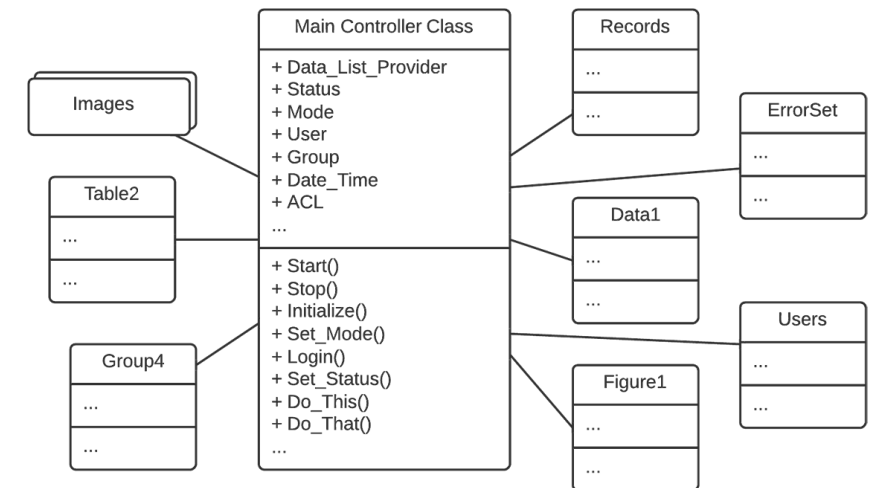 Main Controller Class
+ Data_List_Provider
+ Status
+ Mode
+ User
+ Group
+ Date_Time
+ ACL
...
+ Start()
+ Stop()
+ Initialize()
+ Set_Mode()
+ Login()
+ Set_Status()
+ Do_This()
+ Do_That()
...
Images
Table2
...
...
Group4
...
...
Records
...
...
ErrorSet
...
...
Data1
...
...
Users
...
...
Figure1
...
...